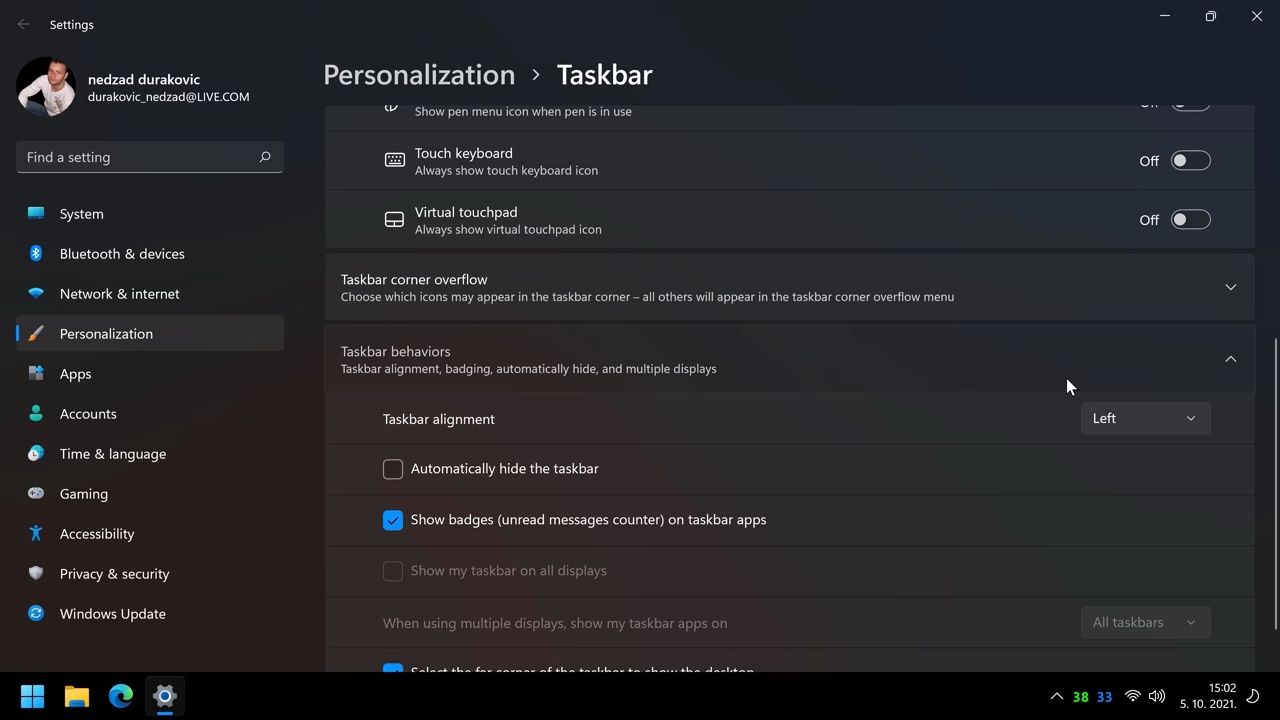 Settings
nedzad durakovic
durakovic_nedzad@LIVE.COM
Find a setting
System
Bluetooth & devices
Network & internet
Personalization
Apps
Accounts
Time & language
Gaming
Accessibility
Privacy & security
Windows Update
Personalization > Taskbar
Show pen menu icon when pen is in use
Off
Touch keyboard
Always show touch keyboard icon
Off
Virtual touchpad
Always show virtual touchpad icon
Off
Taskbar corner overflow
Choose which icons may appear in the taskbar corner – all others will appear in the taskbar corner overflow menu
Taskbar behaviors
Taskbar alignment, badging, automatically hide, and multiple displays
Taskbar alignment
Left
Automatically hide the taskbar
Show badges (unread messages counter) on taskbar apps
Show my taskbar on all displays
When using multiple displays, show my taskbar apps on
All taskbars
Select the far corner of the taskbar to show the desktop
38 33
15:02
5. 10. 2021.